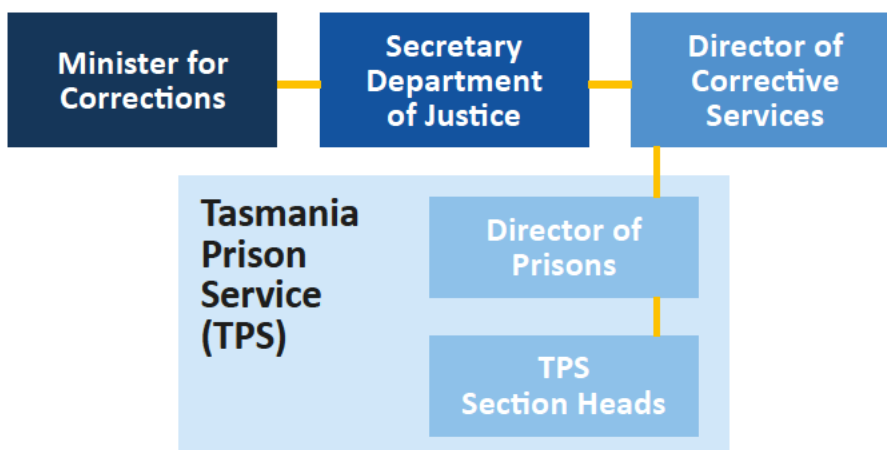 Minister for
Corrections
Secretary
Department
of Justice
Director of
Corrective
Services
Tasmania
Prison
Service
(TPS)
Director of
Prisons
TPS
Section Heads